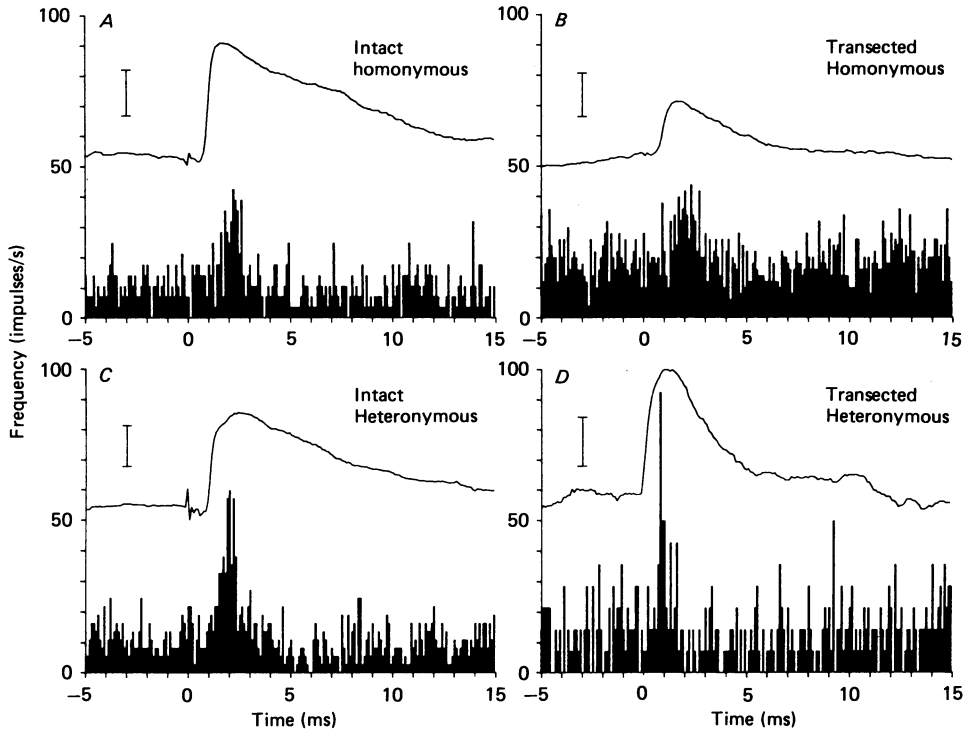 100
A
Intact
homonymous
50
0
−5
0
5
10
15
100
B
Transected
Homonymous
50
0
−5
0
5
10
15
Frequency (impulses/s)
100
C
Intact
Heteronymous
50
0
−5
0
5
10
15
Time (ms)
100
D
Transected
Heteronymous
50
0
−5
0
5
10
15
Time (ms)